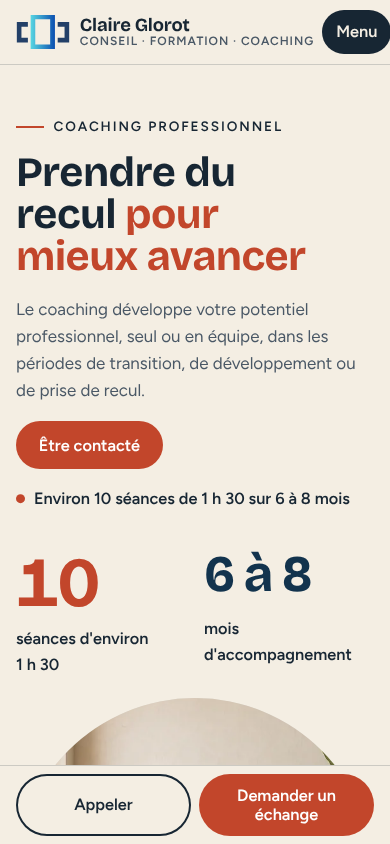 Claire Glorot
CONSEIL · FORMATION · COACHING
Menu
COACHING PROFESSIONNEL
Prendre du
recul pour
mieux avancer
Le coaching développe votre potentiel
professionnel, seul ou en équipe, dans les
périodes de transition, de développement ou
de prise de recul.
Être contacté
Environ 10 séances de 1 h 30 sur 6 à 8 mois
10
séances d'environ
1 h 30
6 à 8
mois
d'accompagnement
Appeler
Demander un
échange